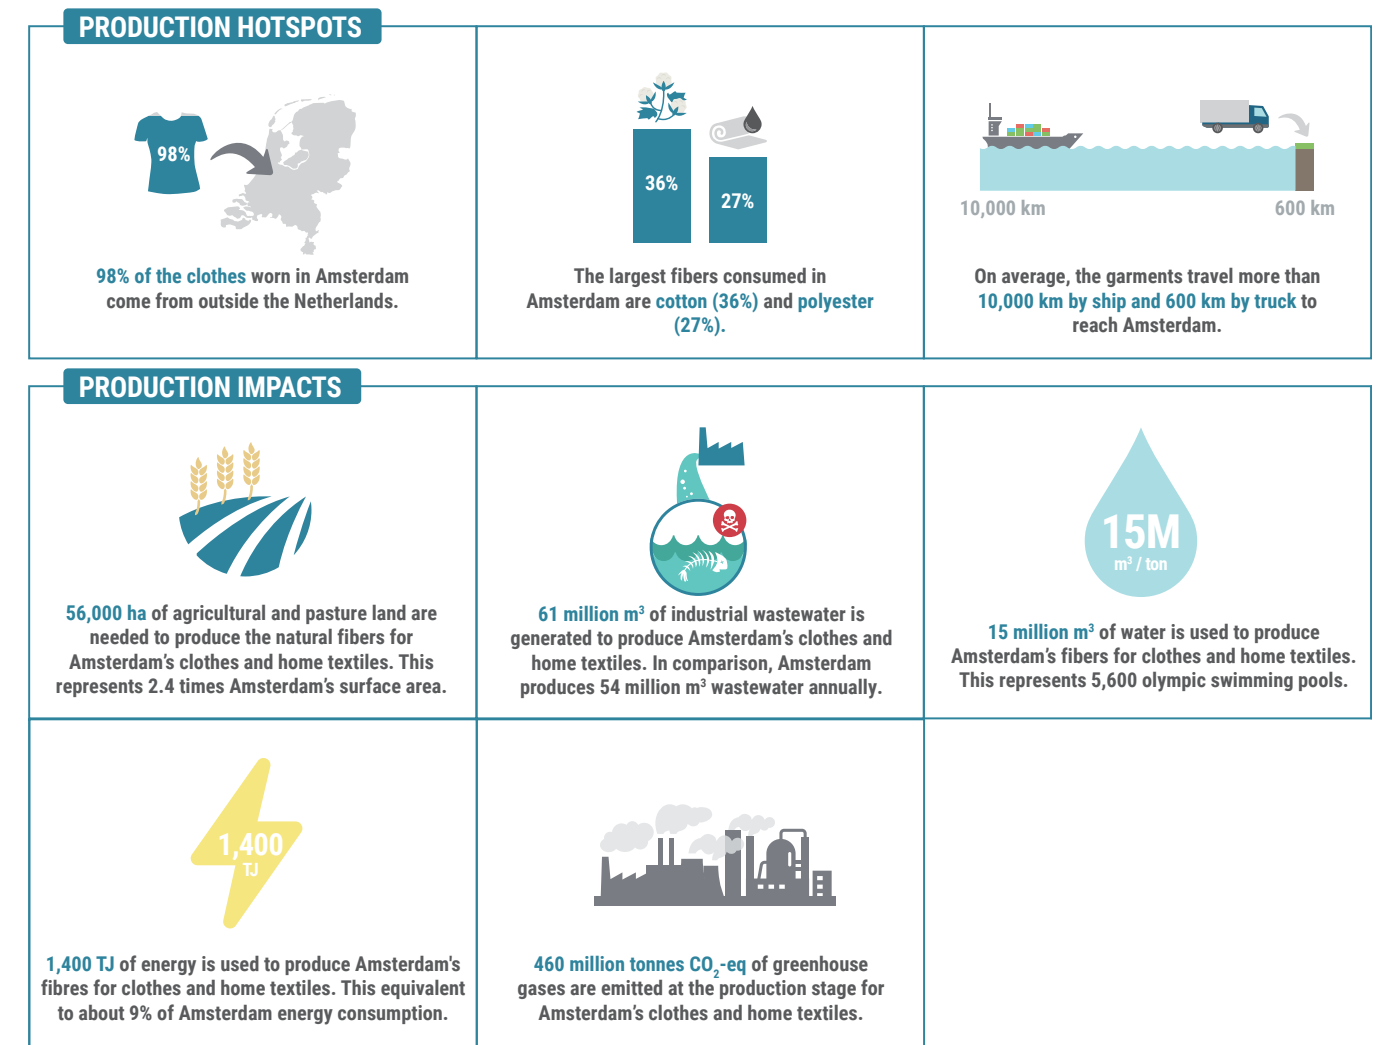 PRODUCTION HOTSPOTS
98%
98% of the clothes worn in Amsterdam
come from outside the Netherlands.
36%
27%
The largest fibers consumed in
Amsterdam are cotton (36%) and polyester
(27%).
10,000 km
600 km
On average, the garments travel more than
10,000 km by ship and 600 km by truck to
reach Amsterdam.
PRODUCTION IMPACTS
56,000 ha of agricultural and pasture land are
needed to produce the natural fibers for
Amsterdam's clothes and home textiles. This
represents 2.4 times Amsterdam's surface area.
61 million m³ of industrial wastewater is
generated to produce Amsterdam's clothes and
home textiles. In comparison, Amsterdam
produces 54 million m³ wastewater annually.
15M
m³ / ton
15 million m³ of water is used to produce
Amsterdam's fibers for clothes and home textiles.
This represents 5,600 olympic swimming pools.
1,400
TJ
1,400 TJ of energy is used to produce Amsterdam's
fibres for clothes and home textiles. This equivalent
to about 9% of Amsterdam energy consumption.
460 million tonnes CO₂-eq of greenhouse
gases are emitted at the production stage for
Amsterdam's clothes and home textiles.